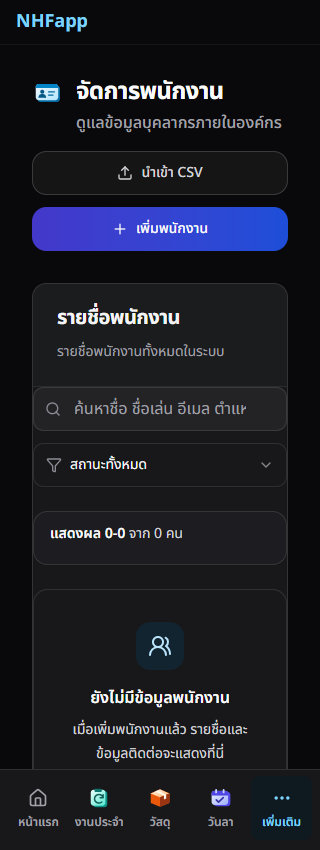 NHFapp
จัดการพนักงาน
ดูแลข้อมูลบุคลากรภายในองค์กร
นำเข้า CSV
เพิ่มพนักงาน
รายชื่อพนักงาน
รายชื่อพนักงานทั้งหมดในระบบ
ค้นหาชื่อ ชื่อเล่น อีเมล ตำแห
สถานะทั้งหมด
แสดงผล 0-0 จาก 0 คน
ยังไม่มีข้อมูลพนักงาน
เมื่อเพิ่มพนักงานแล้ว รายชื่อและ
ข้อมูลติดต่อจะแสดงที่นี่
หน้าแรก งานประจำ วัสดุ วันลา เพิ่มเติม